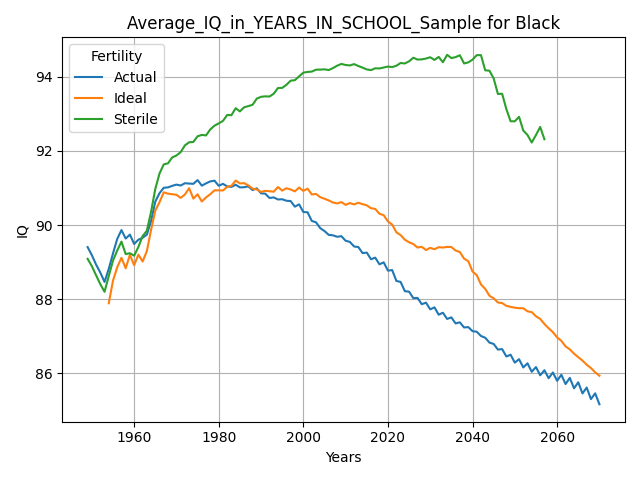 Average_IQ_in_YEARS_IN_SCHOOL_Sample for Black
Fertility
Actual
Ideal
Sterile
94
92
90
88
86
IQ
1960
1980
2000
2020
2040
2060
Years